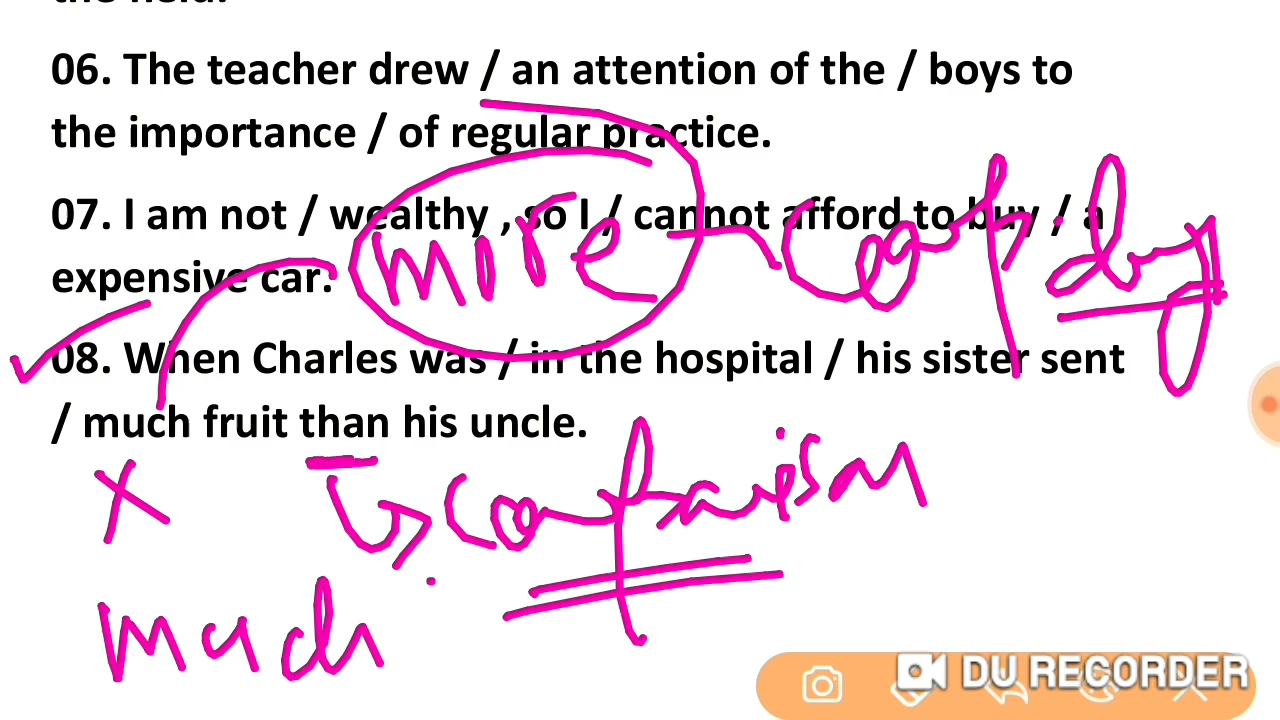 the field.
06. The teacher drew / an attention of the / boys to
the importance / of regular practice.
07. I am not / wealthy , so I / cannot afford to buy / a
expensive car.
more
08. When Charles was / in the hospital / his sister sent
/ much fruit than his uncle.
comparison
much
DU RECORDER